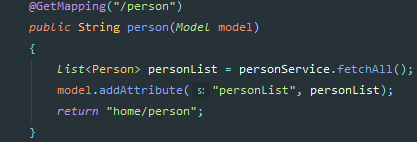 @GetMapping("/person")
public String person(Model model)
{
List<Person> personList = personService.fetchAll();
model.addAttribute( s: "personList", personList);
return "home/person";
}